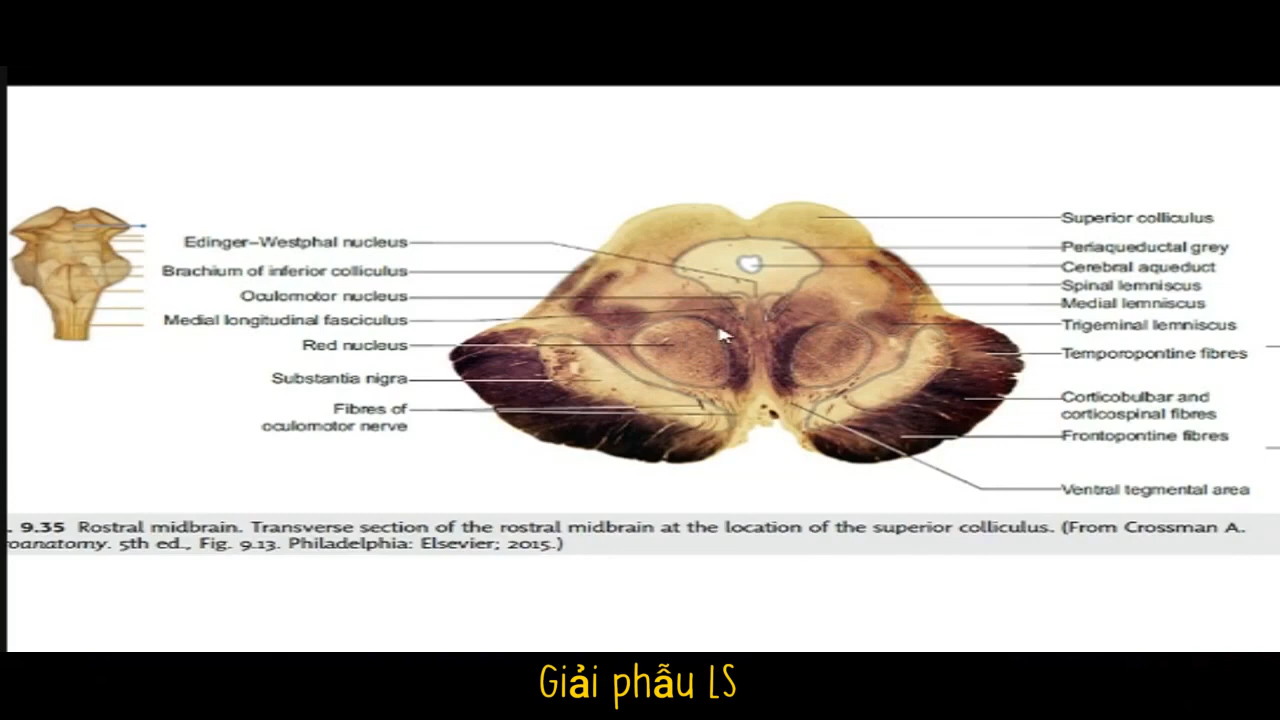 Edinger–Westphal nucleus
Brachium of inferior colliculus
Oculomotor nucleus
Medial longitudinal fasciculus
Red nucleus
Substantia nigra
Fibres of
oculomotor nerve
Superior colliculus
Periaqueductal grey
Cerebral aqueduct
Spinal lemniscus
Medial lemniscus
Trigeminal lemniscus
Temporopontine fibres
Corticobulbar and
corticospinal fibres
Frontopontine fibres
Ventral tegmental area
. 9.35 Rostral midbrain. Transverse section of the rostral midbrain at the location of the superior colliculus. (From Crossman A.
roanatomy. 5th ed., Fig. 9.13. Philadelphia: Elsevier; 2015.)
Giải phẫu LS